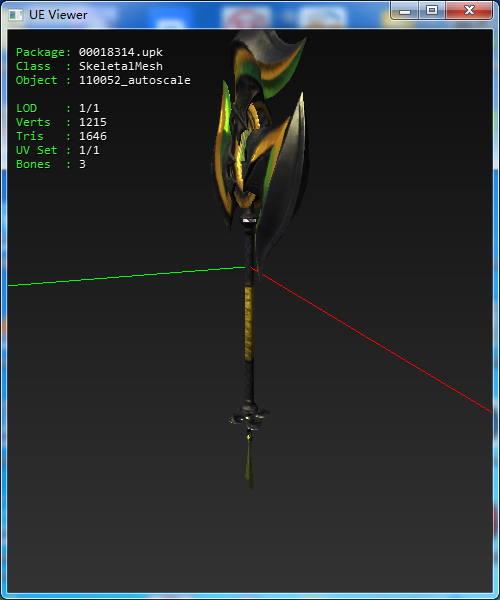 UE Viewer
Package: 00018314.upk
Class : SkeletalMesh
Object : 110052_autoscale
LOD : 1/1
Verts : 1215
Tris : 1646
UV Set : 1/1
Bones : 3